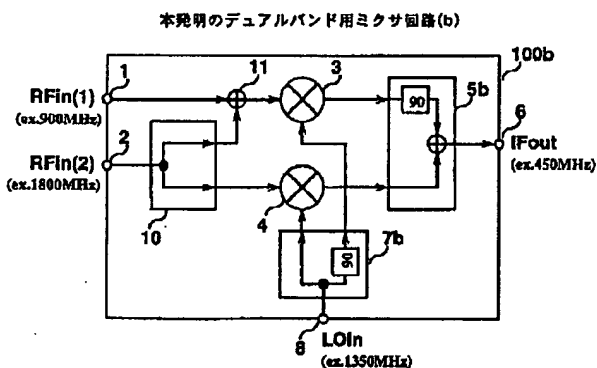 本発明のデュアルバンド用ミクサ回路(b)
100b
11
3
1
RFin(1)
(ex.900MHz)
5b
90
6
IFout
(ex.450MHz)
2
RFin(2)
(ex.1800MHz)
4
10
7b
90
8
LOin
(ex.1350MHz)